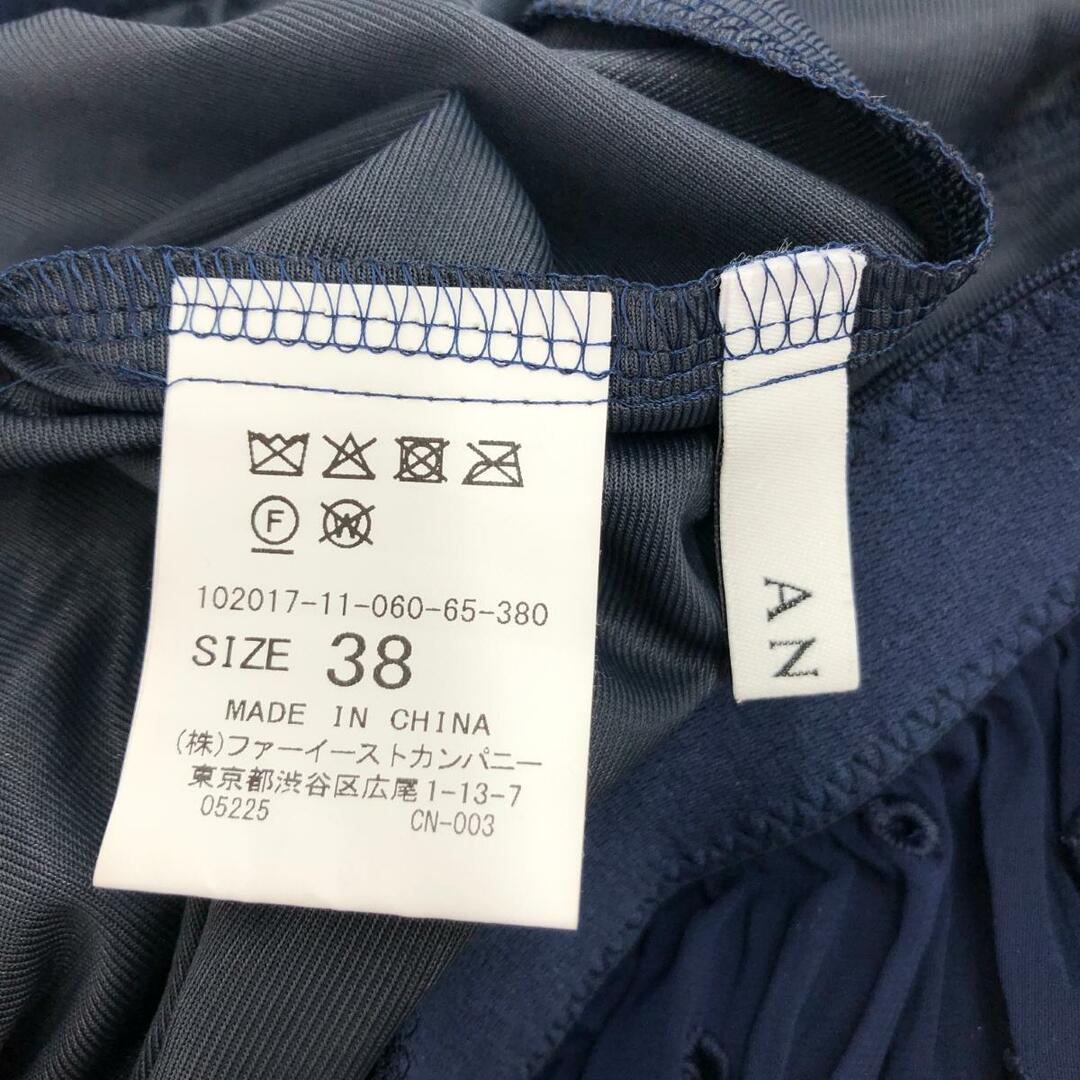 F
W
102017-11-060-65-380
SIZE 38
MADE IN CHINA
(株)ファーイーストカンパニー
東京都渋谷区広尾1-13-7
05225 CN-003
AN